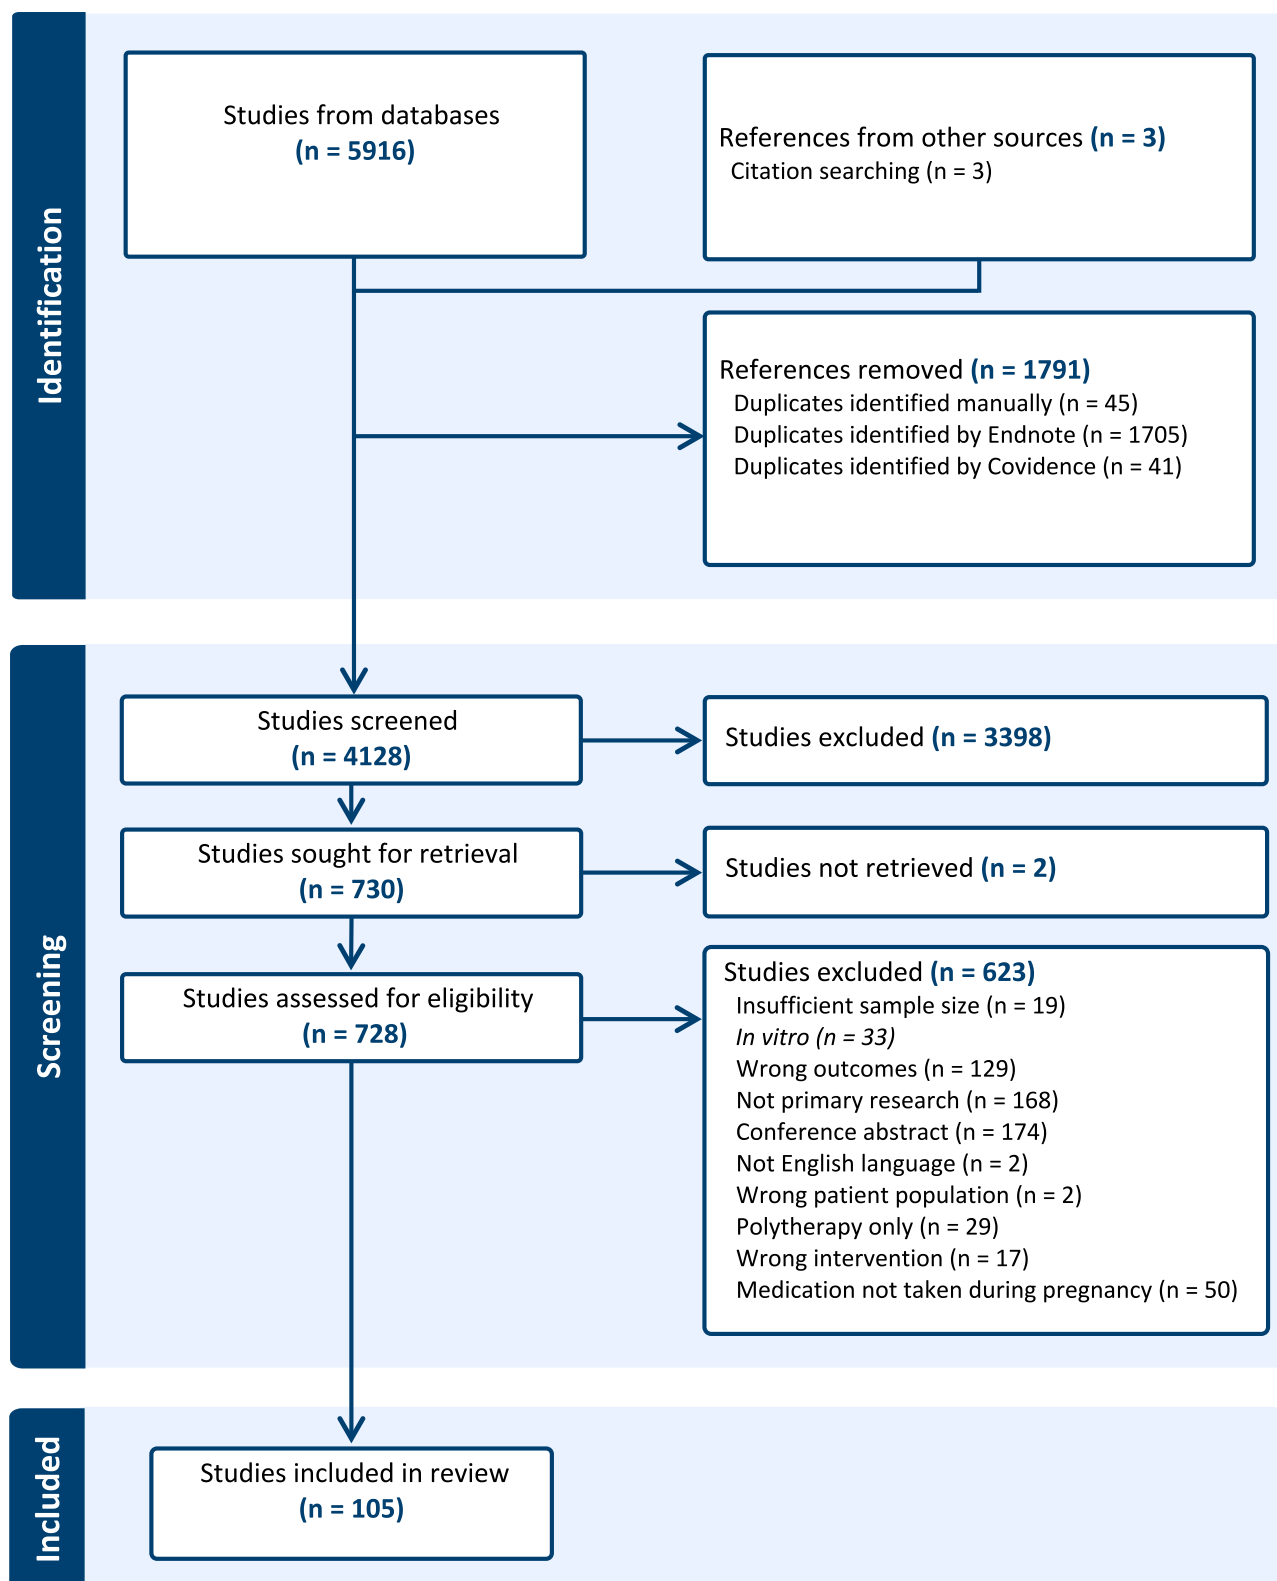 Identification
Studies from databases
(n = 5916)
References from other sources (n = 3)
Citation searching (n = 3)
References removed (n = 1791)
Duplicates identified manually (n = 45)
Duplicates identified by Endnote (n = 1705)
Duplicates identified by Covidence (n = 41)
Screening
Studies screened
(n = 4128)
Studies excluded (n = 3398)
Studies sought for retrieval
(n = 730)
Studies not retrieved (n = 2)
Studies assessed for eligibility
(n = 728)
Studies excluded (n = 623)
Insufficient sample size (n = 19)
In vitro (n = 33)
Wrong outcomes (n = 129)
Not primary research (n = 168)
Conference abstract (n = 174)
Not English language (n = 2)
Wrong patient population (n = 2)
Polytherapy only (n = 29)
Wrong intervention (n = 17)
Medication not taken during pregnancy (n = 50)
Included
Studies included in review
(n = 105)